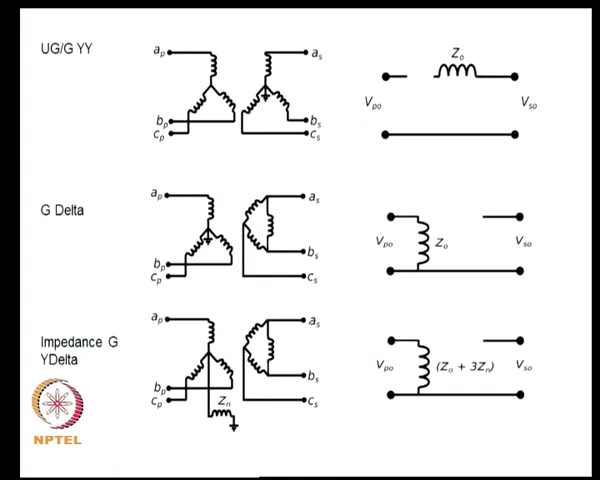 UG/G YY
a_p
a_s
b_p
b_s
c_p
c_s
Z_o
V_po
V_so
G Delta
a_p
a_s
b_p
b_s
c_p
c_s
V_po
Z_o
V_so
Impedance G
YDelta
a_p
a_s
b_p
b_s
c_p
c_s
Z_n
V_po
(Z_o + 3Z_n)
V_so
NPTEL